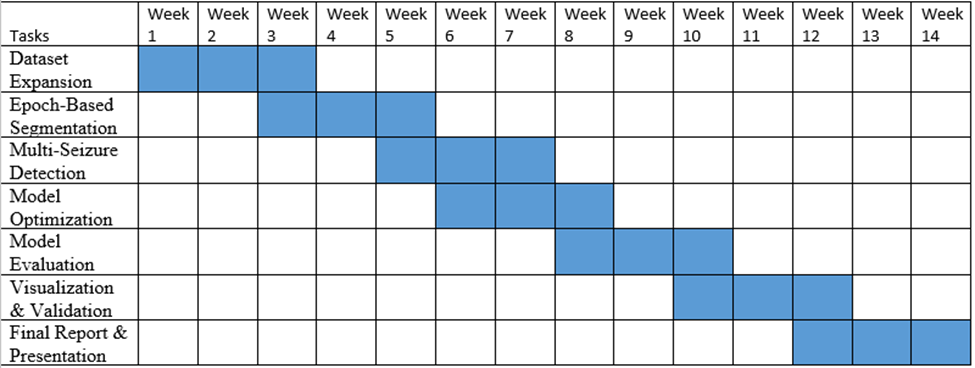 Tasks Week 1 Week 2 Week 3 Week 4 Week 5 Week 6 Week 7 Week 8 Week 9 Week 10 Week 11 Week 12 Week 13 Week 14
Dataset
Expansion
Epoch-Based
Segmentation
Multi-Seizure
Detection
Model
Optimization
Model
Evaluation
Visualization
& Validation
Final Report &
Presentation